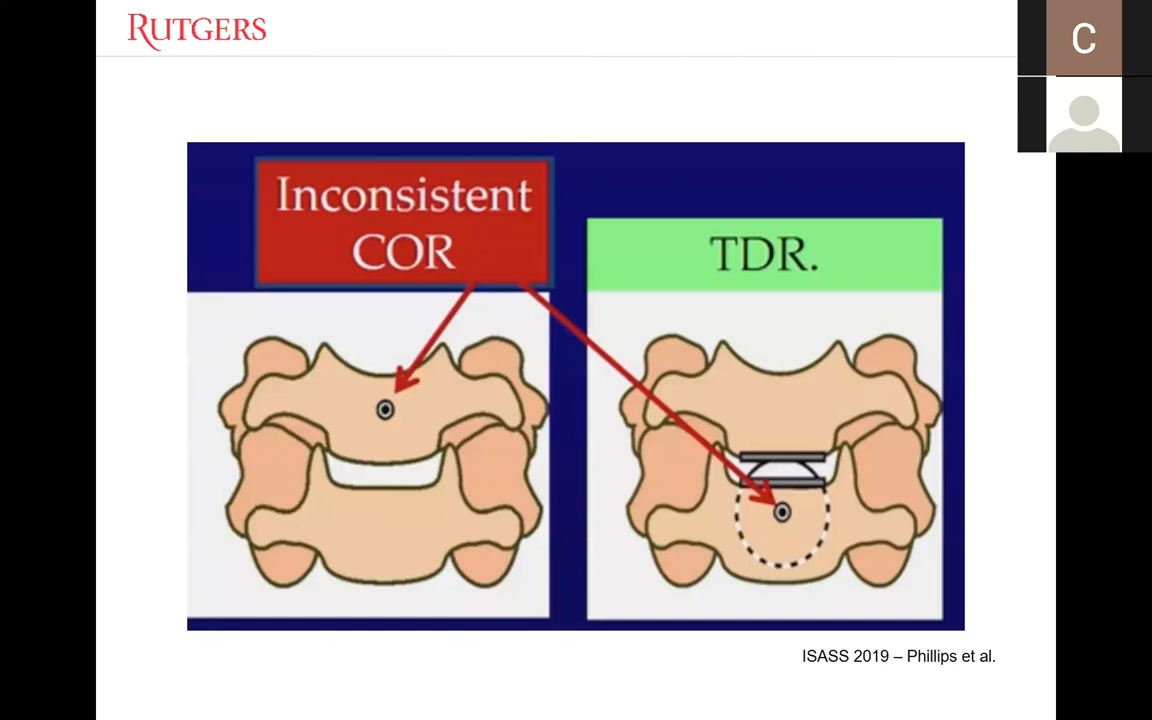 RUTGERS
C
Inconsistent
COR
TDR.
ISASS 2019 – Phillips et al.